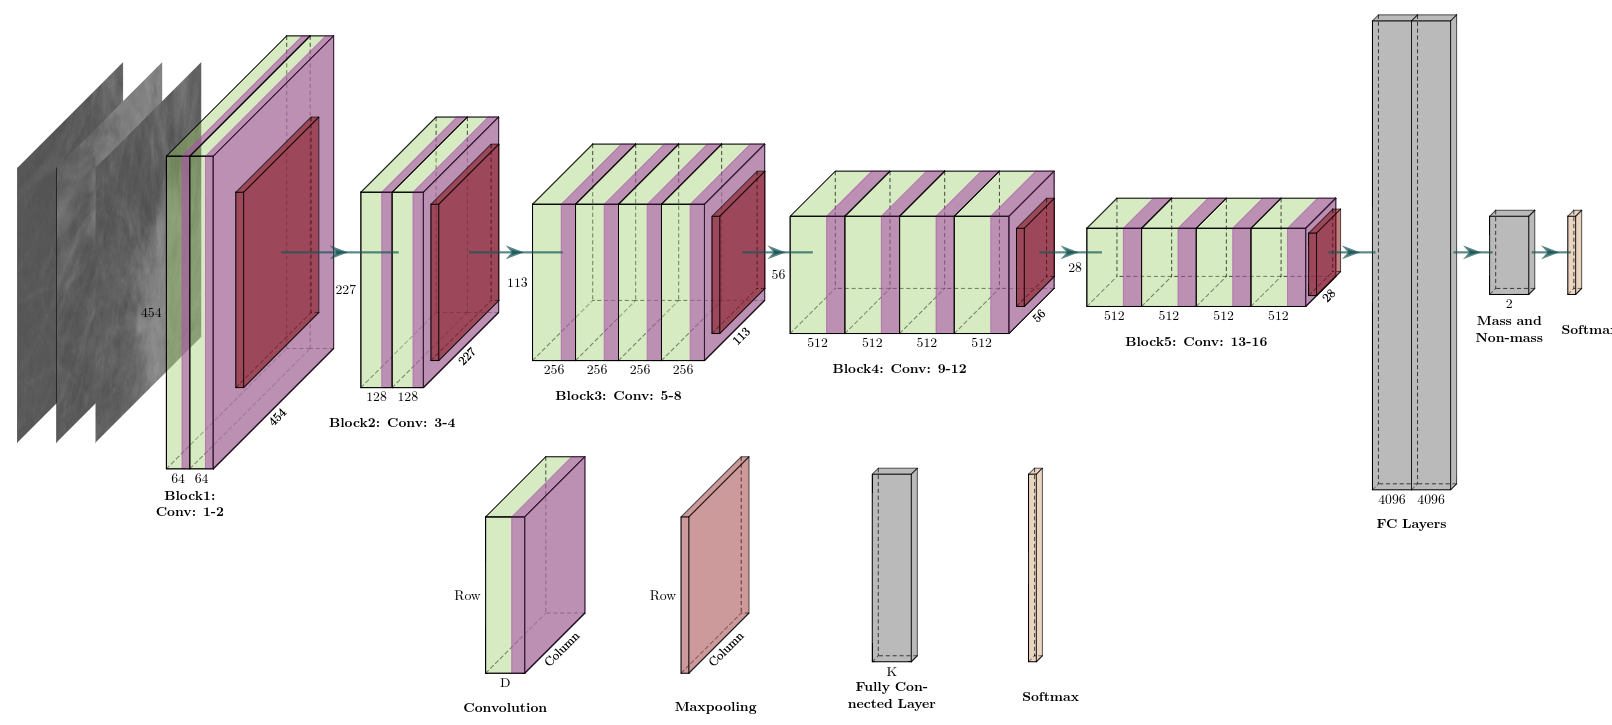 454
454
64 64
Block1:
Conv: 1-2
227
227
128 128
Block2: Conv: 3-4
113
113
256 256 256 256
Block3: Conv: 5-8
56
56
512 512 512 512
Block4: Conv: 9-12
28
28
512 512 512 512
Block5: Conv: 13-16
4096 4096
FC Layers
2
Mass and
Non-mass
Softmax
Row
Column
D
Convolution
Row
Column
Maxpooling
K
Fully Con-
nected Layer
Softmax